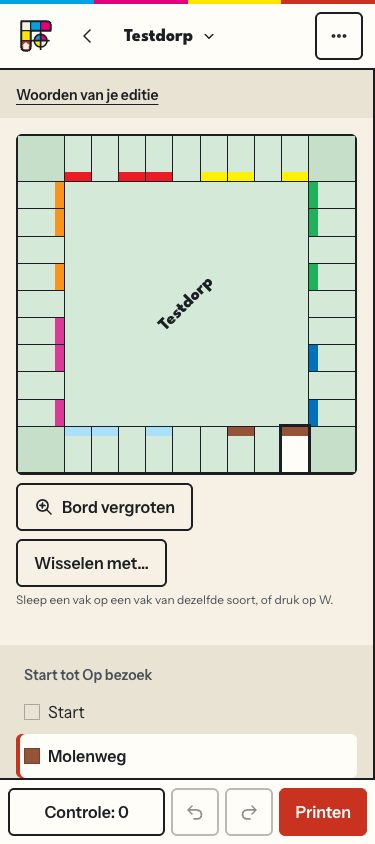 Testdorp
Woorden van je editie
Testdorp
Bord vergroten
Wisselen met...
Sleep een vak op een vak van dezelfde soort, of druk op W.
Start tot Op bezoek
Start
Molenweg
Controle: 0
Printen